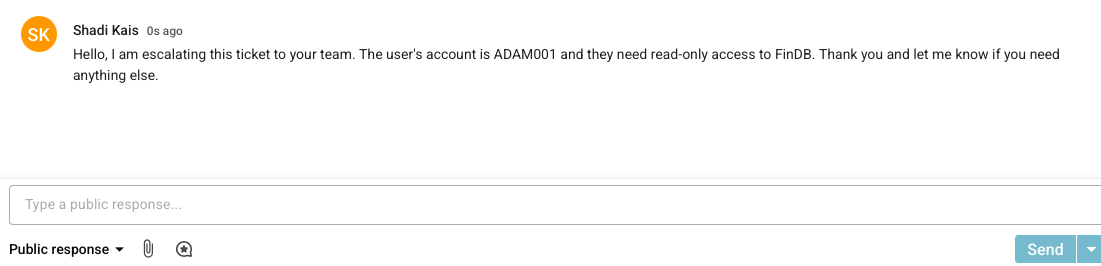 SK
Shadi Kais 0s ago
Hello, I am escalating this ticket to your team. The user's account is ADAM001 and they need read-only access to FinDB. Thank you and let me know if you need
anything else.
Type a public response...
Public response
Send